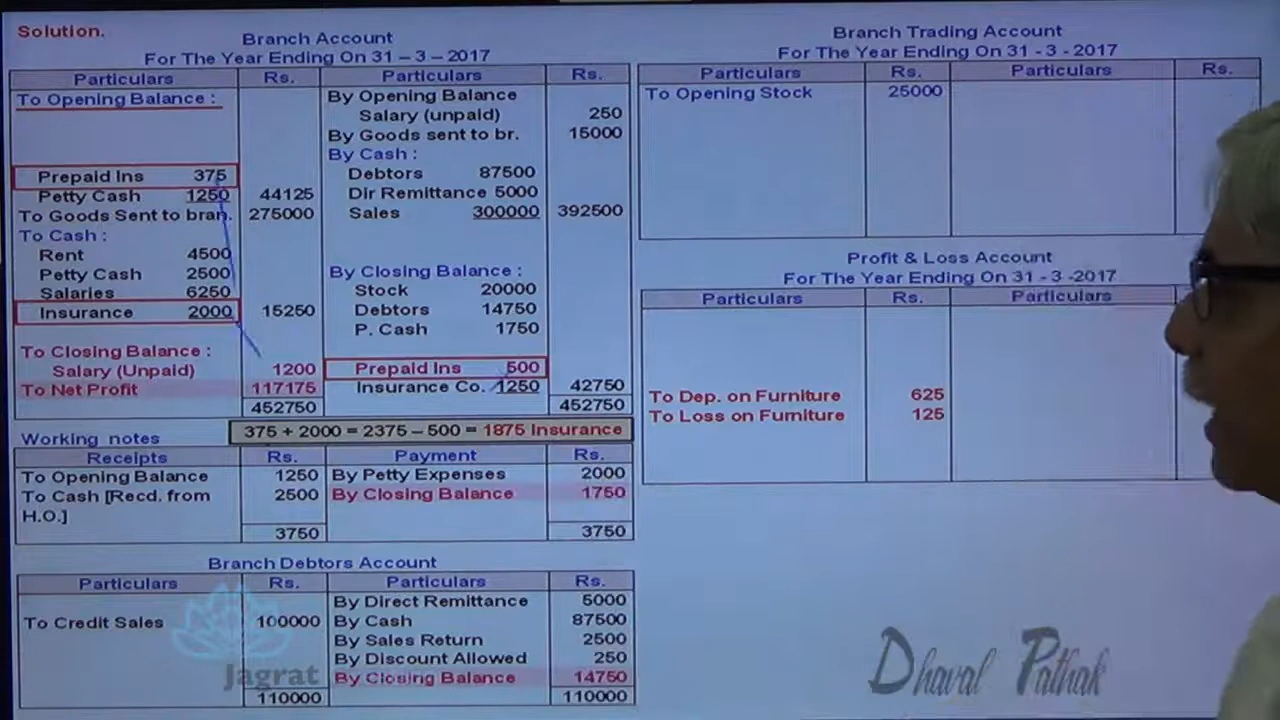 Solution.
Branch Account
For The Year Ending On 31 – 3 – 2017
Particulars Rs. Particulars Rs.
To Opening Balance : By Opening Balance
Salary (unpaid) 250
By Goods sent to br. 15000
By Cash :
Prepaid Ins 375 Debtors 87500
Petty Cash 1250 44125 Dir Remittance 5000
To Goods Sent to bran. 275000 Sales 300000 392500
To Cash :
Rent 4500
Petty Cash 2500 By Closing Balance :
Salaries 6250 Stock 20000
Insurance 2000 15250 Debtors 14750
P. Cash 1750
To Closing Balance :
Salary (Unpaid) 1200 Prepaid Ins 500
To Net Profit 117175 Insurance Co. 1250 42750
452750 452750
Working notes 375 + 2000 = 2375 – 500 = 1875 Insurance
Receipts Rs. Payment Rs.
To Opening Balance 1250 By Petty Expenses 2000
To Cash [Recd. from 2500 By Closing Balance 1750
H.O.]
3750 3750
Branch Debtors Account
Particulars Rs. Particulars Rs.
By Direct Remittance 5000
To Credit Sales 100000 By Cash 87500
By Sales Return 2500
By Discount Allowed 250
By Closing Balance 14750
110000 110000
Jagrat
Branch Trading Account
For The Year Ending On 31 - 3 - 2017
Particulars Rs. Particulars Rs.
To Opening Stock 25000
Profit & Loss Account
For The Year Ending On 31 - 3 -2017
Particulars Rs. Particulars
To Dep. on Furniture 625
To Loss on Furniture 125
Dhaval Pathak